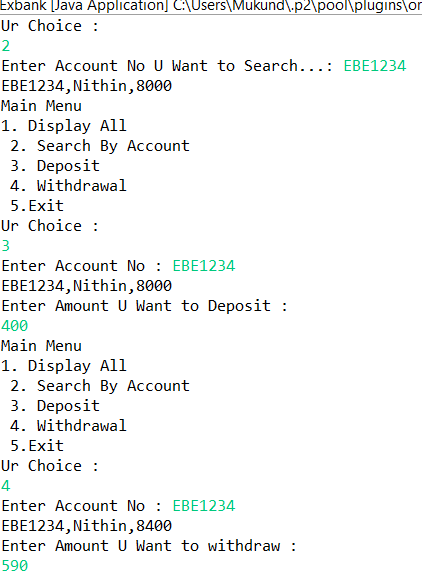 Exbank [Java Application] C:\Users\Mukund\.p2\pool\plugins\or
Ur Choice :
2
Enter Account No U Want to Search...: EBE1234
EBE1234,Nithin,8000
Main Menu
1. Display All
2. Search By Account
3. Deposit
4. Withdrawal
5.Exit
Ur Choice :
3
Enter Account No : EBE1234
EBE1234,Nithin,8000
Enter Amount U Want to Deposit :
400
Main Menu
1. Display All
2. Search By Account
3. Deposit
4. Withdrawal
5.Exit
Ur Choice :
4
Enter Account No : EBE1234
EBE1234,Nithin,8400
Enter Amount U Want to withdraw :
590